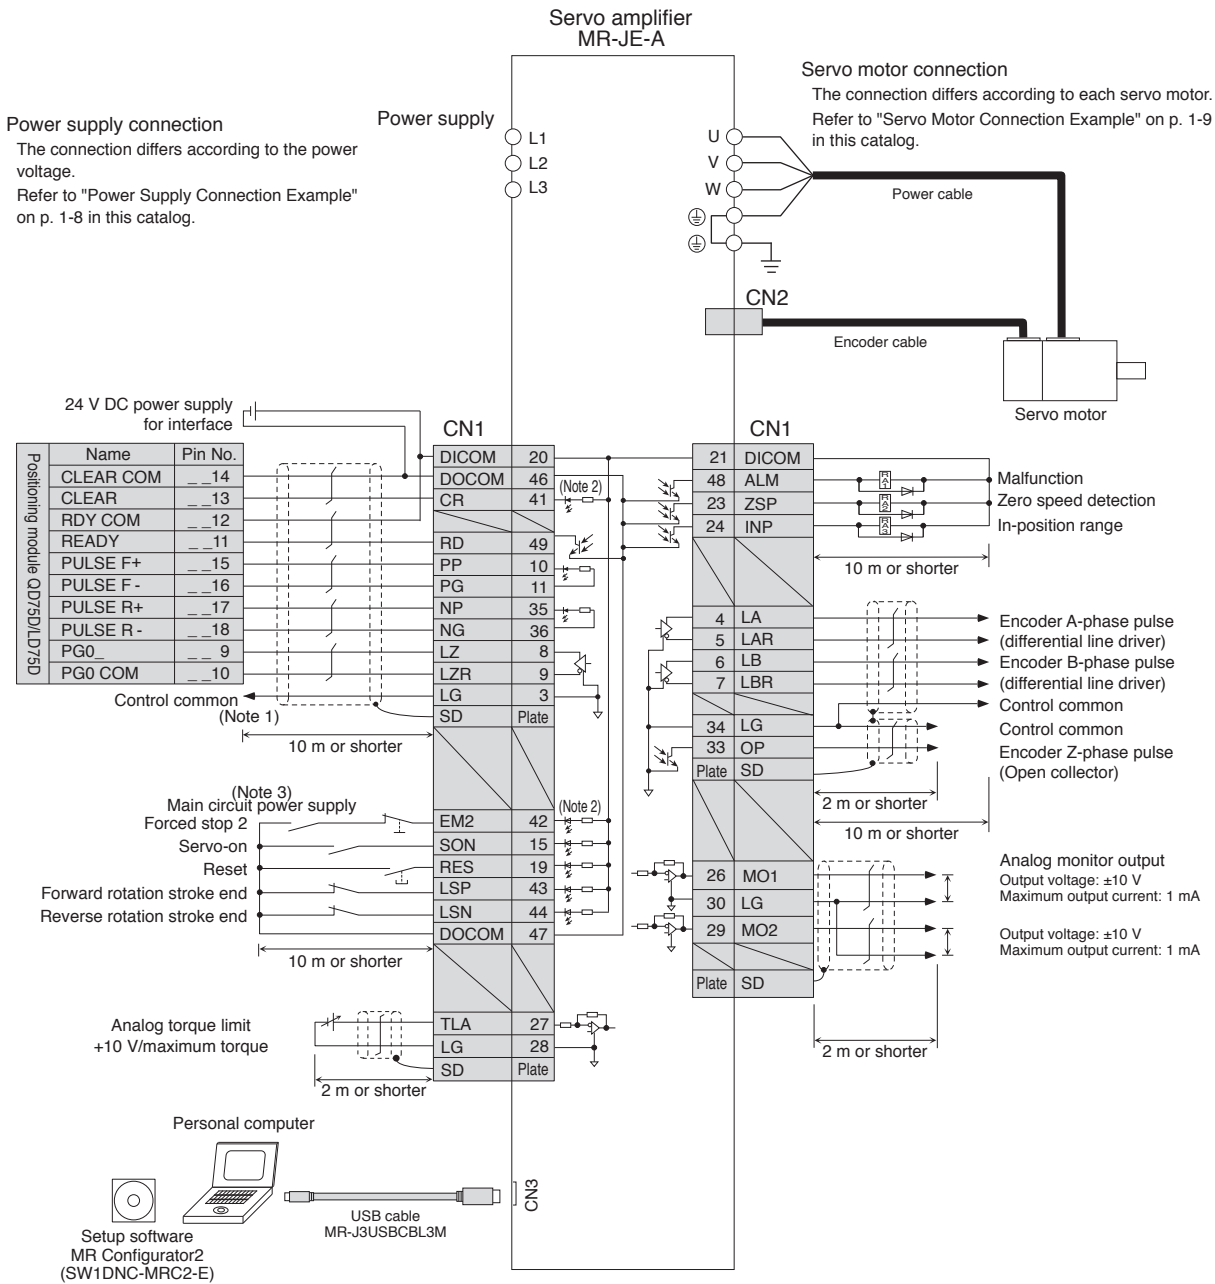 Servo amplifier
MR-JE-A
Servo motor connection
The connection differs according to each servo motor.
Refer to "Servo Motor Connection Example" on p. 1-9
in this catalog.
Power supply connection
The connection differs according to the power
voltage.
Refer to "Power Supply Connection Example"
on p. 1-8 in this catalog.
Power supply
L1
L2
L3
U
V
W
Power cable
CN2
Encoder cable
Servo motor
24 V DC power supply
for interface
Positioning module QD75D/LD75D
Name Pin No.
CLEAR COM _ _14
CLEAR _ _13
RDY COM _ _12
READY _ _11
PULSE F+ _ _15
PULSE F - _ _16
PULSE R+ _ _17
PULSE R - _ _18
PG0_ _ _ 9
PG0 COM _ _10
Control common
(Note 1)
10 m or shorter
CN1
DICOM 20
DOCOM 46
CR 41
(Note 2)
RD 49
PP 10
PG 11
NP 35
NG 36
LZ 8
LZR 9
LG 3
SD Plate
(Note 3)
Main circuit power supply
Forced stop 2
Servo-on
Reset
Forward rotation stroke end
Reverse rotation stroke end
10 m or shorter
(Note 2)
EM2 42
SON 15
RES 19
LSP 43
LSN 44
DOCOM 47
Analog torque limit
+10 V/maximum torque
2 m or shorter
TLA 27
LG 28
SD Plate
CN1
21 DICOM
48 ALM
23 ZSP
24 INP
RA1
RA2
RA3
Malfunction
Zero speed detection
In-position range
10 m or shorter
4 LA
5 LAR
6 LB
7 LBR
34 LG
33 OP
Plate SD
Encoder A-phase pulse
(differential line driver)
Encoder B-phase pulse
(differential line driver)
Control common
Control common
Encoder Z-phase pulse
(Open collector)
2 m or shorter
10 m or shorter
26 MO1
30 LG
29 MO2
Plate SD
Analog monitor output
Output voltage: ±10 V
Maximum output current: 1 mA
Output voltage: ±10 V
Maximum output current: 1 mA
2 m or shorter
Personal computer
CN3
USB cable
MR-J3USBCBL3M
Setup software
MR Configurator2
(SW1DNC-MRC2-E)